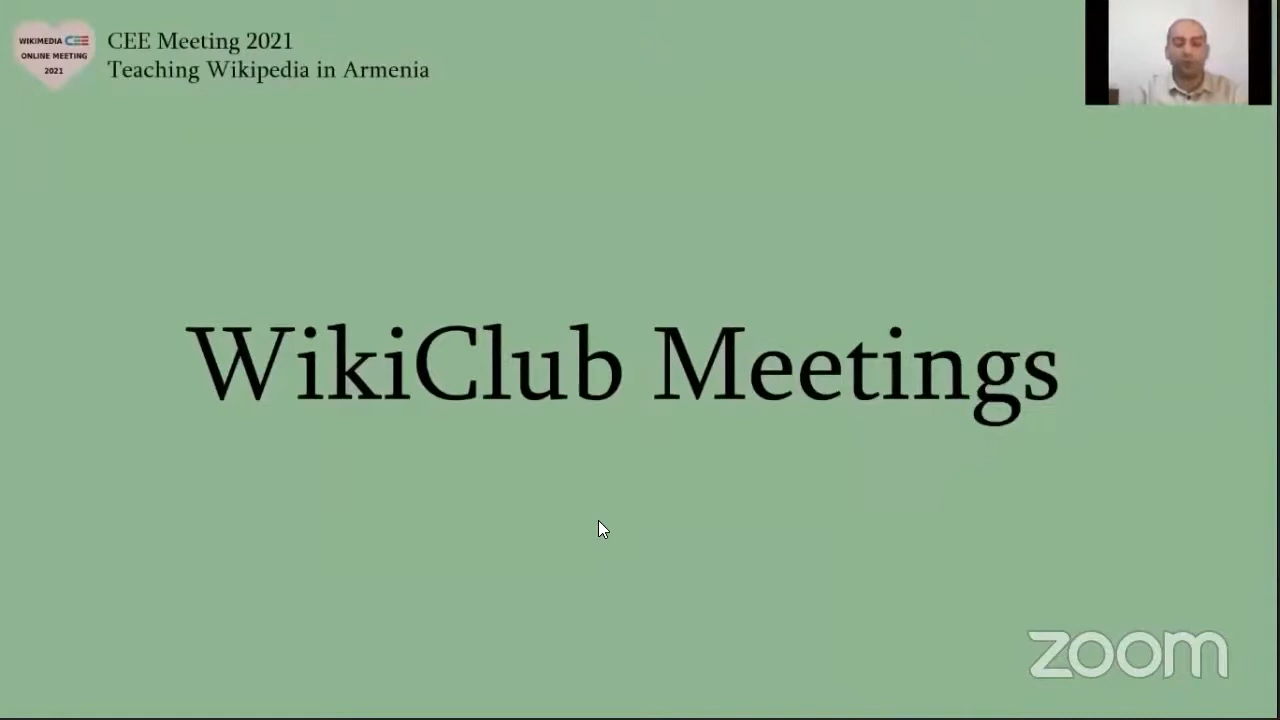 WIKIMEDIA CEE
ONLINE MEETING
2021
CEE Meeting 2021
Teaching Wikipedia in Armenia
WikiClub Meetings
zoom